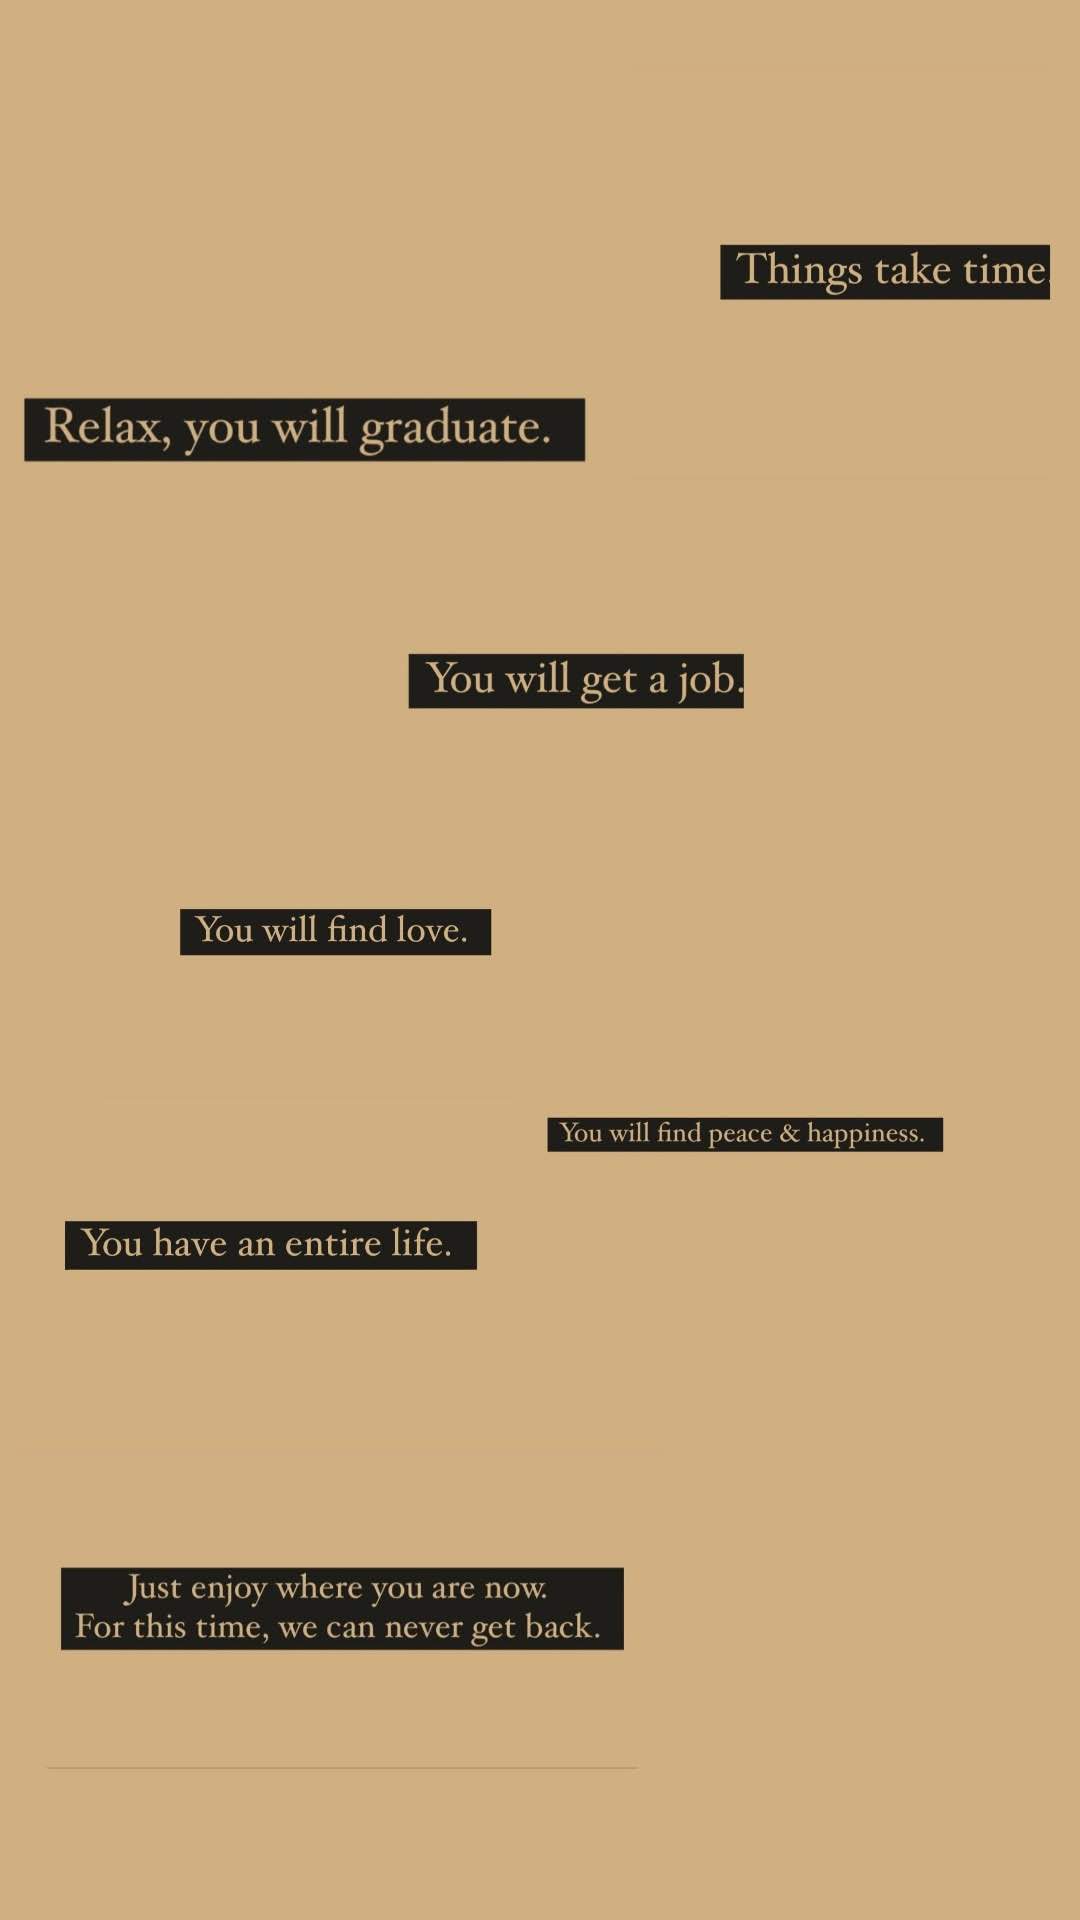 Things take time.
Relax, you will graduate.
You will get a job.
You will find love.
You will find peace & happiness.
You have an entire life.
Just enjoy where you are now.
For this time, we can never get back.